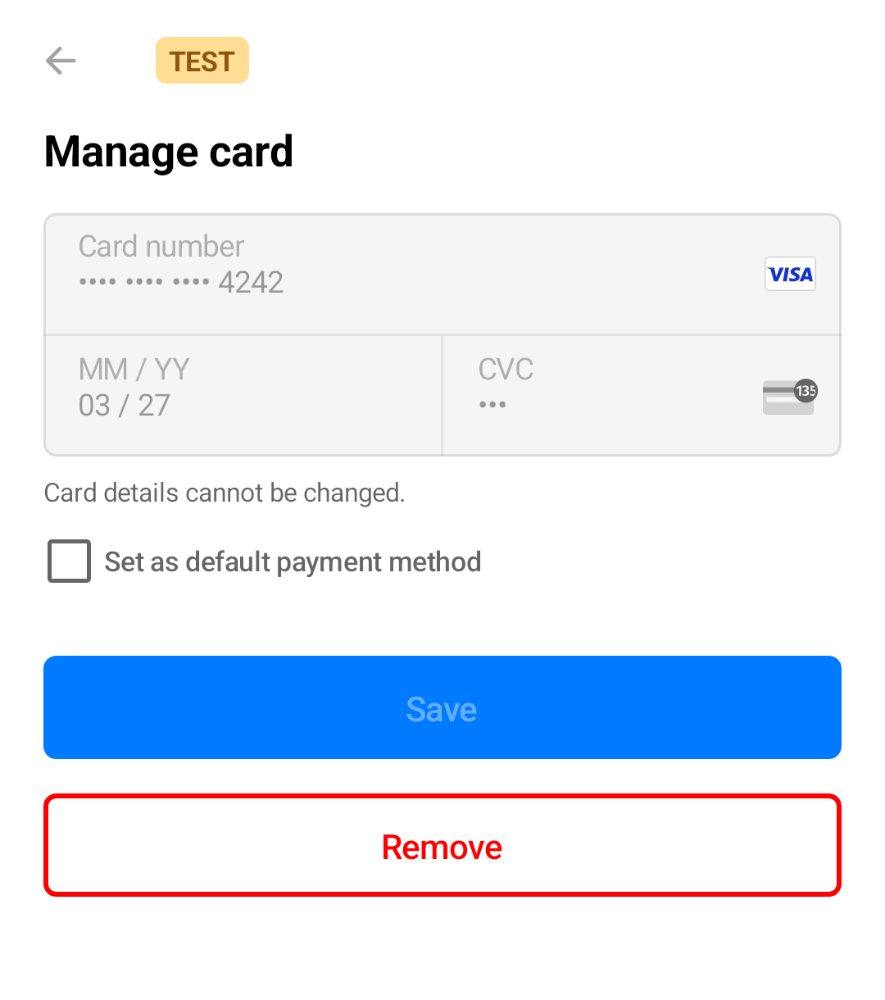 TEST
Manage card
Card number
•••• •••• •••• 4242
VISA
MM / YY
03 / 27
CVC
•••
135
Card details cannot be changed.
Set as default payment method
Save
Remove